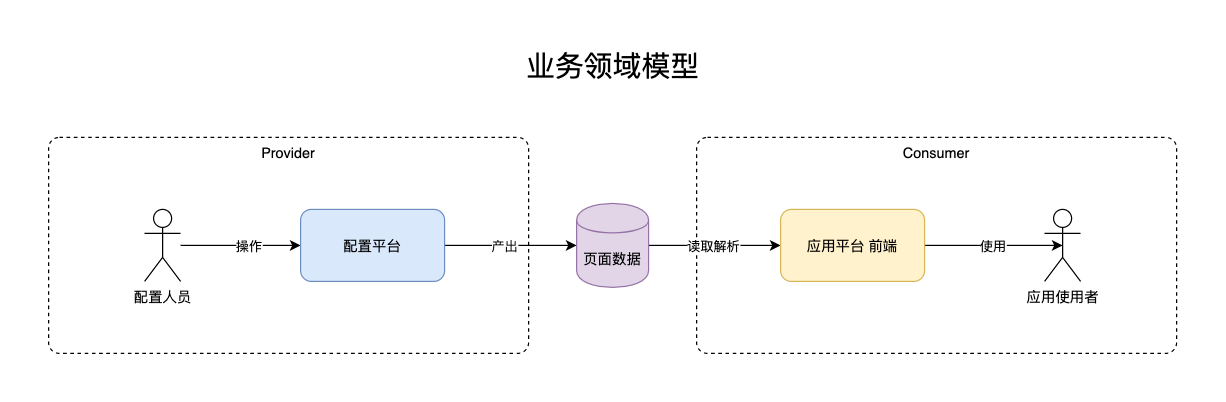 业务领域模型
Provider
Consumer
操作
配置平台
产出
页面数据
读取解析
应用平台 前端
使用
配置人员
应用使用者